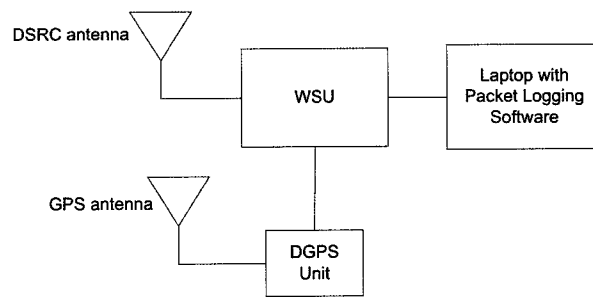 DSRC antenna
WSU
Laptop with
Packet Logging
Software
GPS antenna
DGPS
Unit